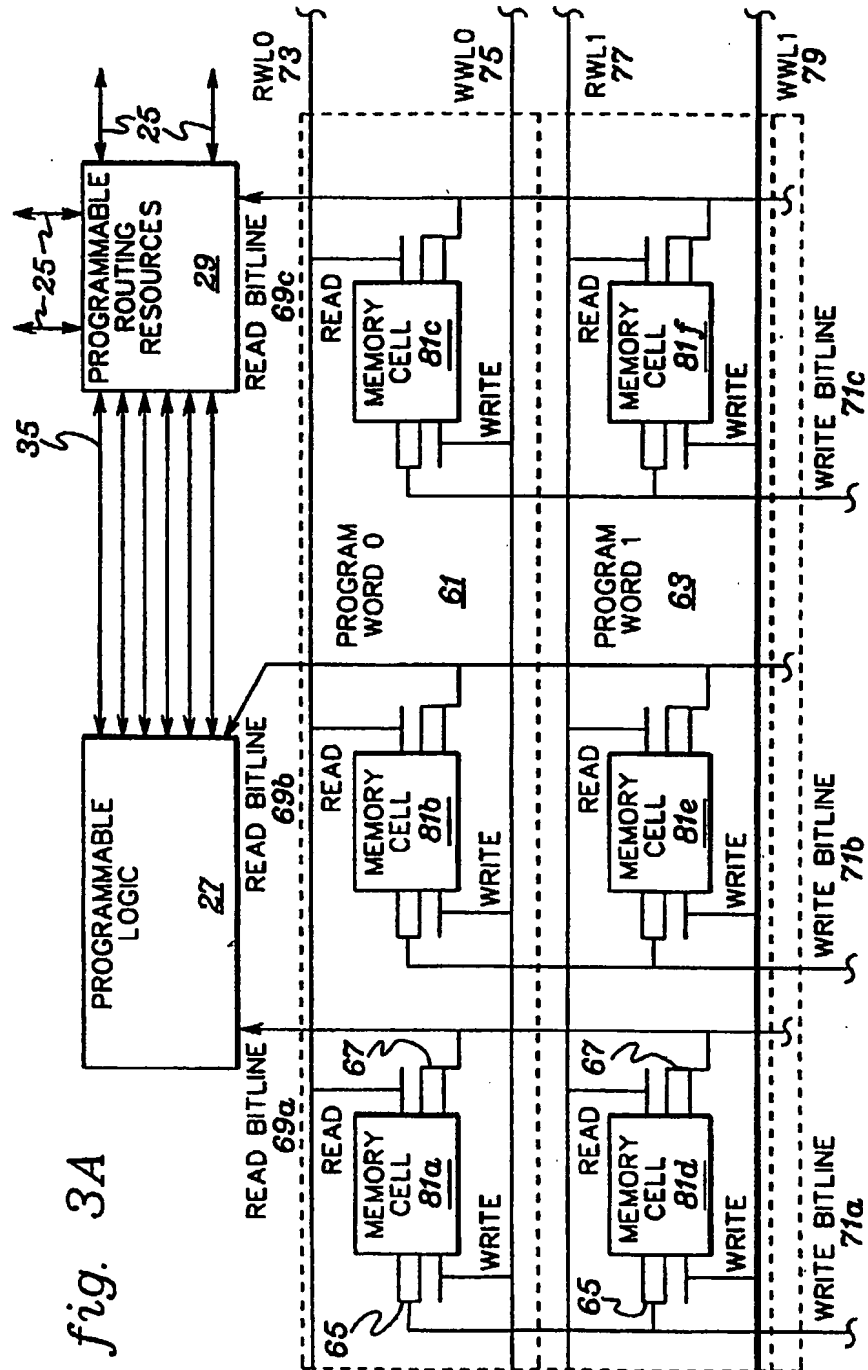 fig. 3A
PROGRAMMABLE
LOGIC
27
35
25
25
PROGRAMMABLE
ROUTING
RESOURCES
29
READ BITLINE
69a
READ BITLINE
69b
READ BITLINE
69c
RWL0
73
READ
67
MEMORY
CELL
81a
65
WRITE
READ
MEMORY
CELL
81b
WRITE
PROGRAM
WORD 0
61
READ
MEMORY
CELL
81c
WRITE
WWL0
75
RWL1
77
READ
67
MEMORY
CELL
81d
65
WRITE
READ
MEMORY
CELL
81e
WRITE
PROGRAM
WORD 1
63
READ
MEMORY
CELL
81f
WRITE
WWL1
79
WRITE BITLINE
71a
WRITE BITLINE
71b
WRITE BITLINE
71c